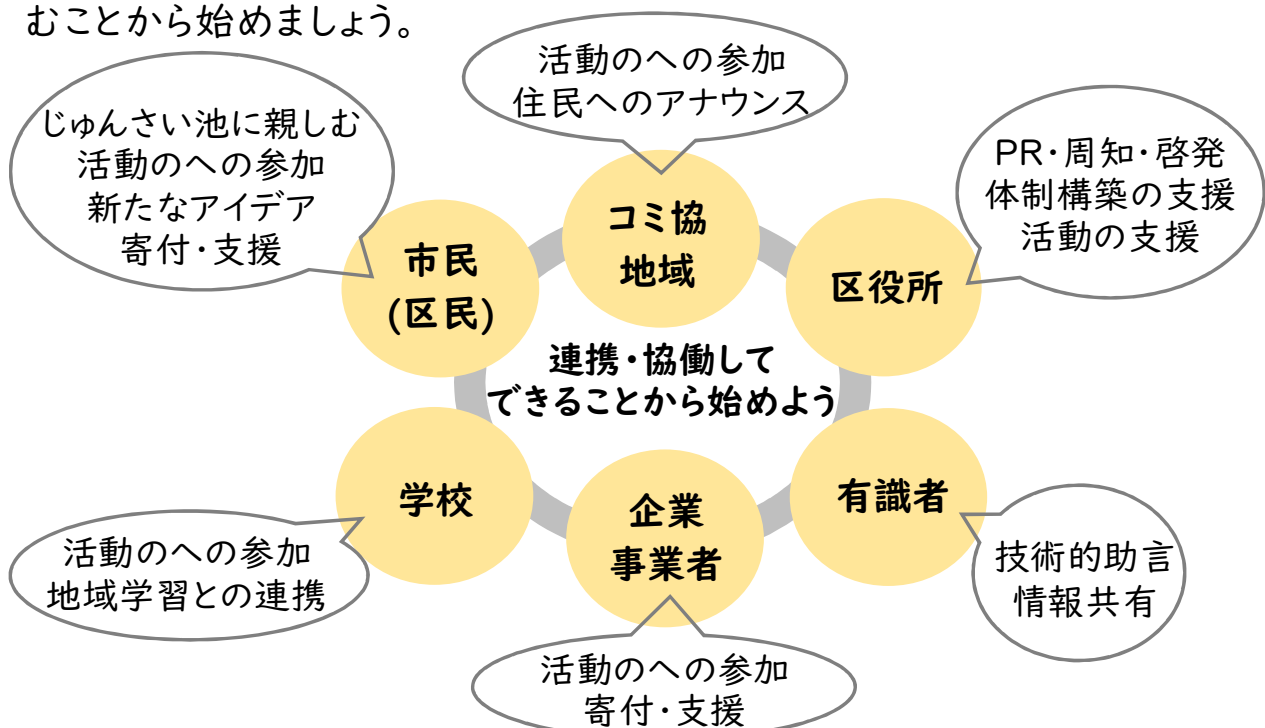 むことから始めましょう。
活動のへの参加
住民へのアナウンス
じゅんさい池に親しむ
活動のへの参加
新たなアイデア
寄付・支援
PR・周知・啓発
体制構築の支援
活動の支援
コミ協
地域
市民
(区民)
区役所
連携・協働して
できることから始めよう
学校
企業
事業者
有識者
活動のへの参加
地域学習との連携
技術的助言
情報共有
活動のへの参加
寄付・支援